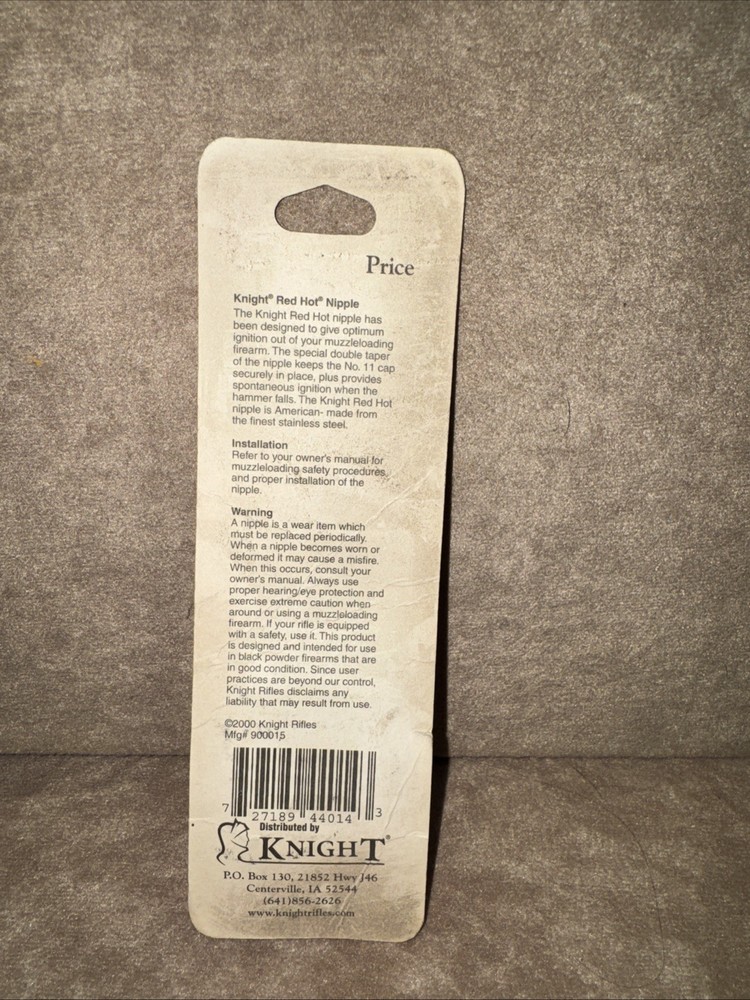 Price
Knight® Red Hot® Nipple
The Knight Red Hot nipple has
been designed to give optimum
ignition out of your muzzleloading
firearm. The special double taper
of the nipple keeps the No. 11 cap
securely in place, plus provides
spontaneous ignition when the
hammer falls. The Knight Red Hot
nipple is American- made from
the finest stainless steel.
Installation
Refer to your owner's manual for
muzzleloading safety procedures,
and proper installation of the
nipple.
Warning
A nipple is a wear item which
must be replaced periodically.
When a nipple becomes worn or
deformed it may cause a misfire.
When this occurs, consult your
owner's manual. Always use
proper hearing/eye protection and
exercise extreme caution when
around or using a muzzleloading
firearm. If your rifle is equipped
with a safety, use it. This product
is designed and intended for use
in black powder firearms that are
in good condition. Since user
practices are beyond our control,
Knight Rifles disclaims any
liability that may result from use.
©2000 Knight Rifles
Mfg# 900015
7 27189 44014 3
Distributed by
KNIGHT®
P.O. Box 130, 21852 Hwy J46
Centerville, IA 52544
(641)856-2626
www.knightrifles.com